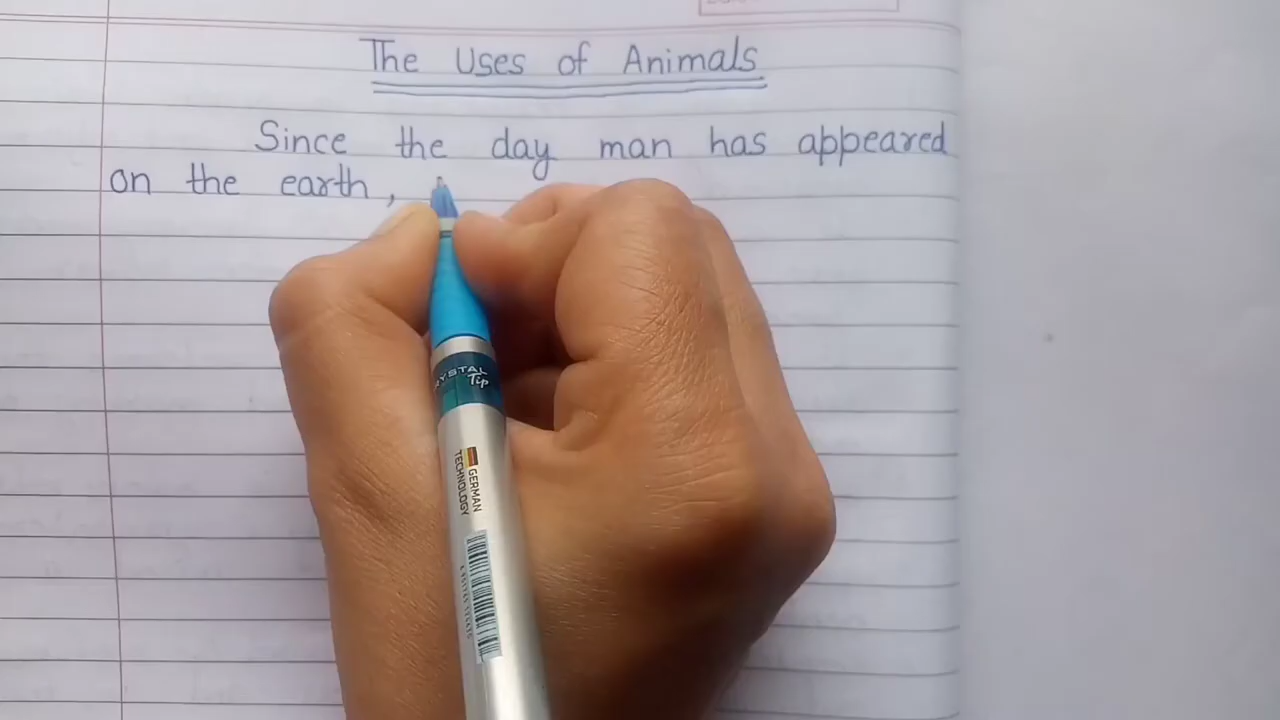 The Uses of Animals
Since the day man has appeared
on the earth,
CRYSTAL
Tip
GERMAN
TECHNOLOGY